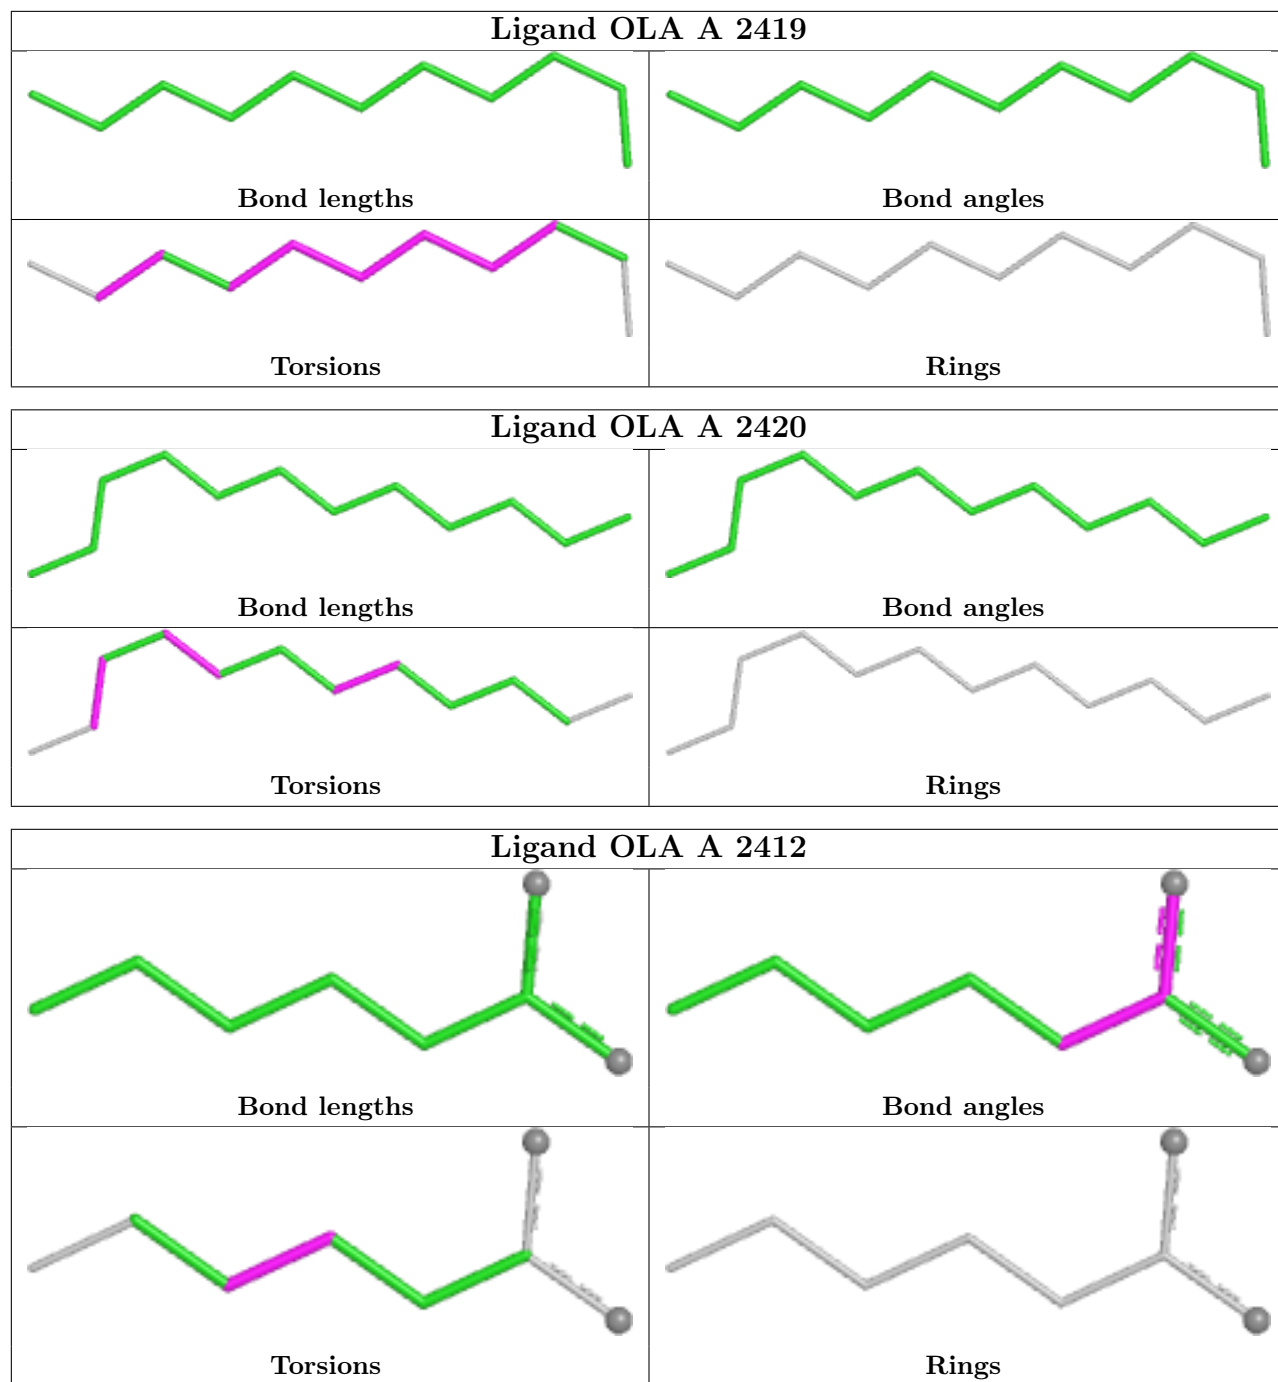 Ligand OLA A 2419
Bond lengths
Bond angles
Torsions
Rings
Ligand OLA A 2420
Bond lengths
Bond angles
Torsions
Rings
Ligand OLA A 2412
Bond lengths
Bond angles
Torsions
Rings